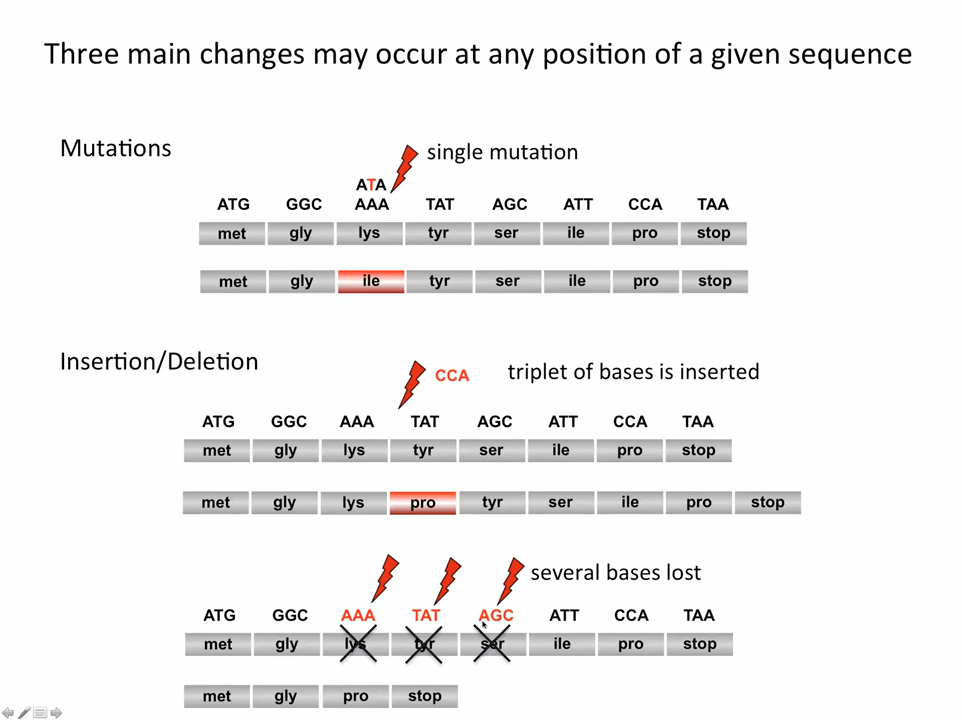 Three main changes may occur at any position of a given sequence
Mutations
single mutation
ATA
ATG GGC AAA TAT AGC ATT CCA TAA
met gly lys tyr ser ile pro stop
met gly ile tyr ser ile pro stop
Insertion/Deletion
CCA triplet of bases is inserted
ATG GGC AAA TAT AGC ATT CCA TAA
met gly lys tyr ser ile pro stop
met gly lys pro tyr ser ile pro stop
several bases lost
ATG GGC AAA TAT AGC ATT CCA TAA
met gly lys tyr ser ile pro stop
met gly pro stop